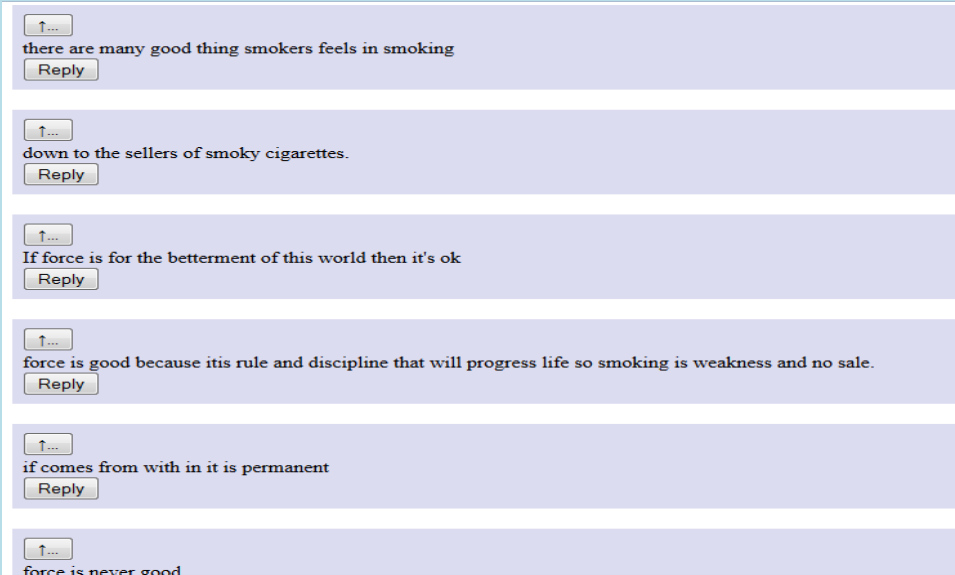 ↑...
there are many good thing smokers feels in smoking
Reply
↑...
down to the sellers of smoky cigarettes.
Reply
↑...
If force is for the betterment of this world then it's ok
Reply
↑...
force is good because itis rule and discipline that will progress life so smoking is weakness and no sale.
Reply
↑...
if comes from with in it is permanent
Reply
↑...
force is never good